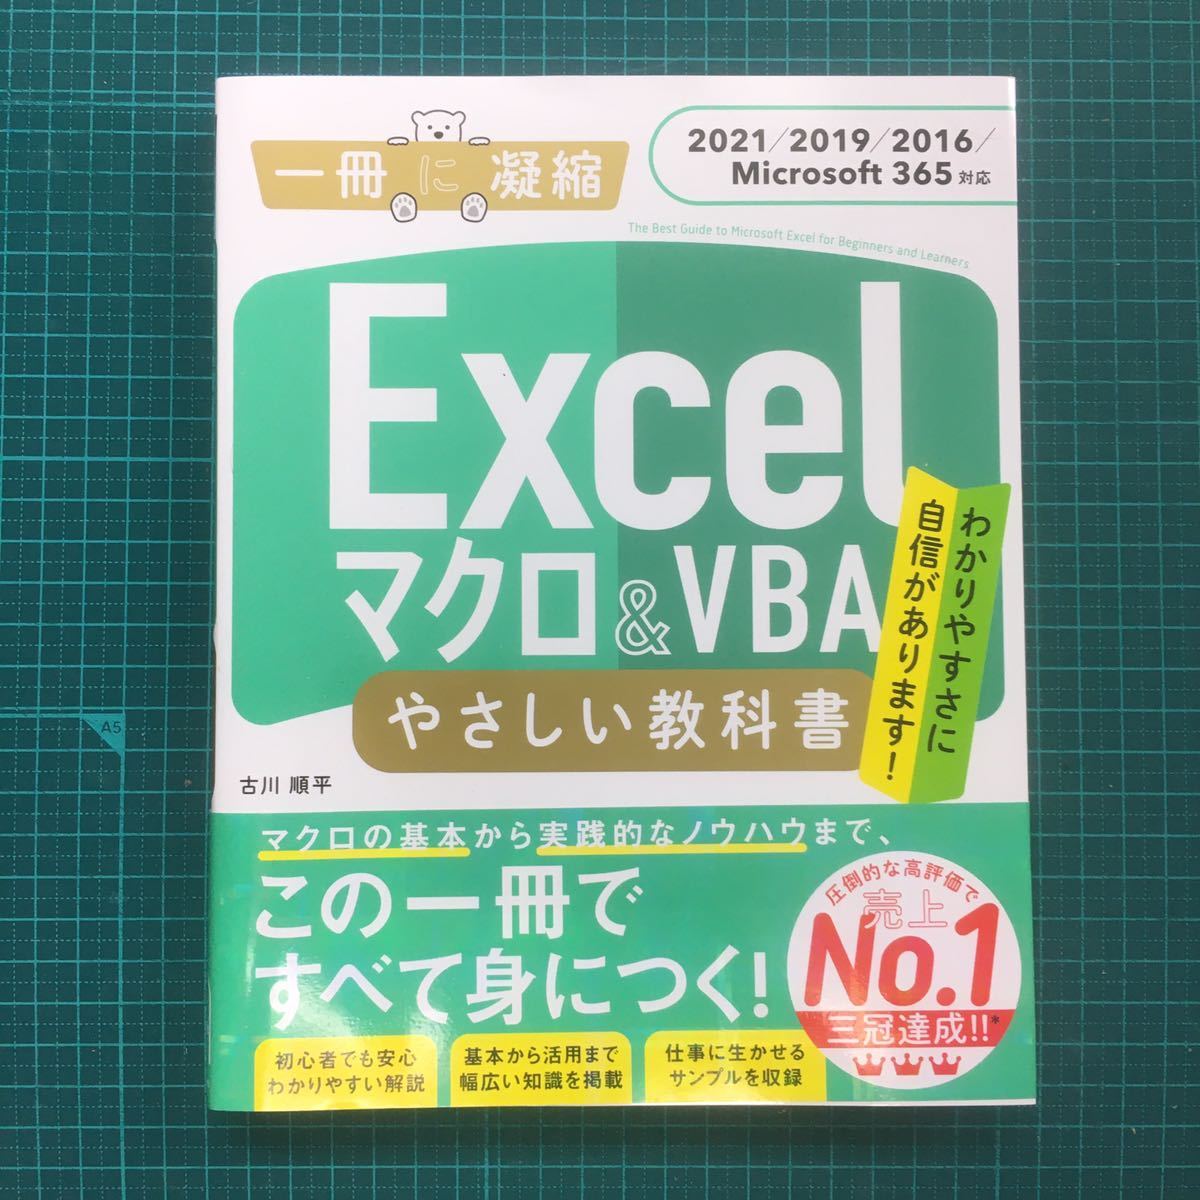 一冊に凝縮
2021/2019/2016/
Microsoft 365 対応
The Best Guide to Microsoft Excel for Beginners and Learners
Excel
マクロ&VBA
やさしい教科書
わかりやすさに
自信があります!
古川 順平
マクロの基本から実践的なノウハウまで、
この一冊で
すべて身につく!
圧倒的な高評価で
売上
No.1
三冠達成!!*
初心者でも安心
わかりやすい解説
基本から活用まで
幅広い知識を掲載
仕事に生かせる
サンプルを収録
A5